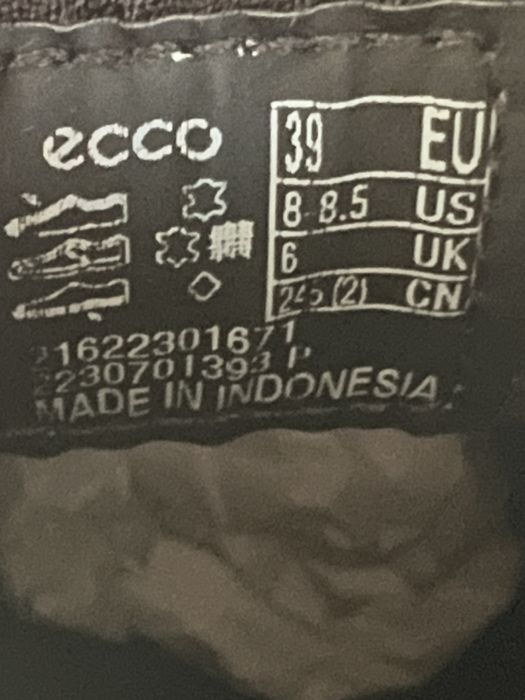 ecco
39 EU
8-8.5 US
6 UK
245 (2) CN
21622301671
2230701393 P
MADE IN INDONESIA